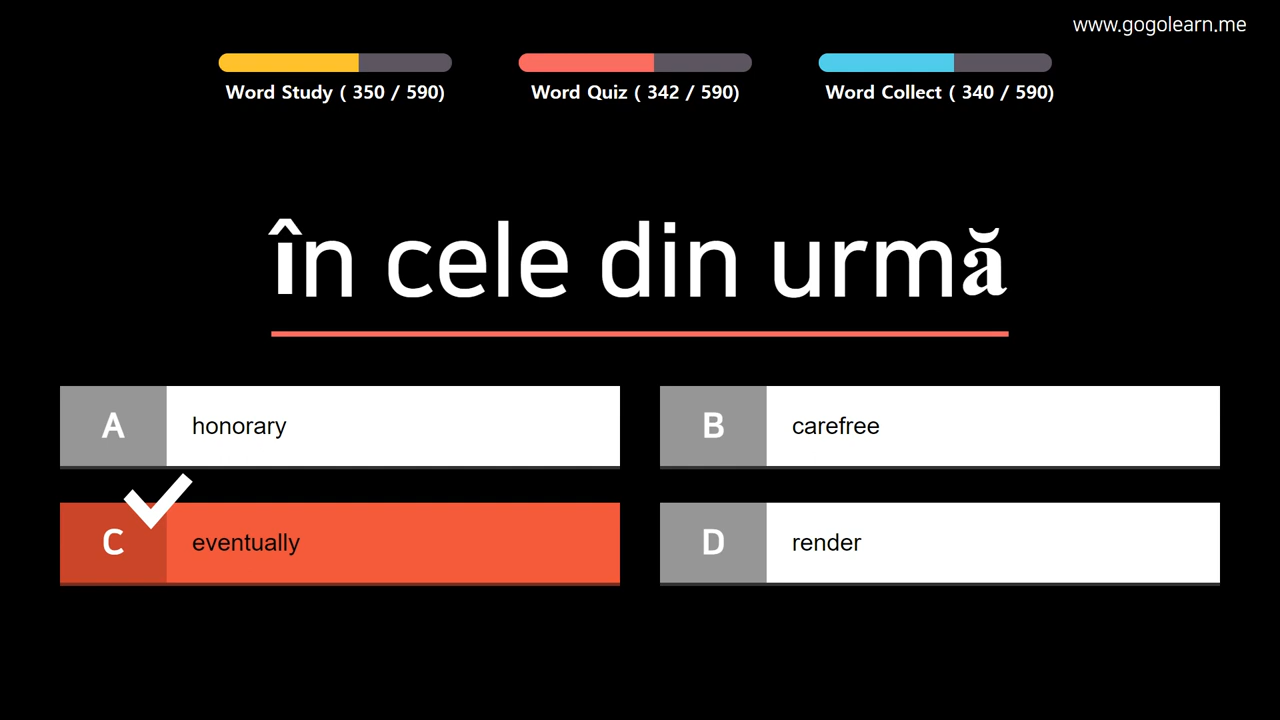 www.gogolearn.me
Word Study ( 350 / 590)
Word Quiz ( 342 / 590)
Word Collect ( 340 / 590)
în cele din urmă
A honorary
B carefree
C eventually
D render